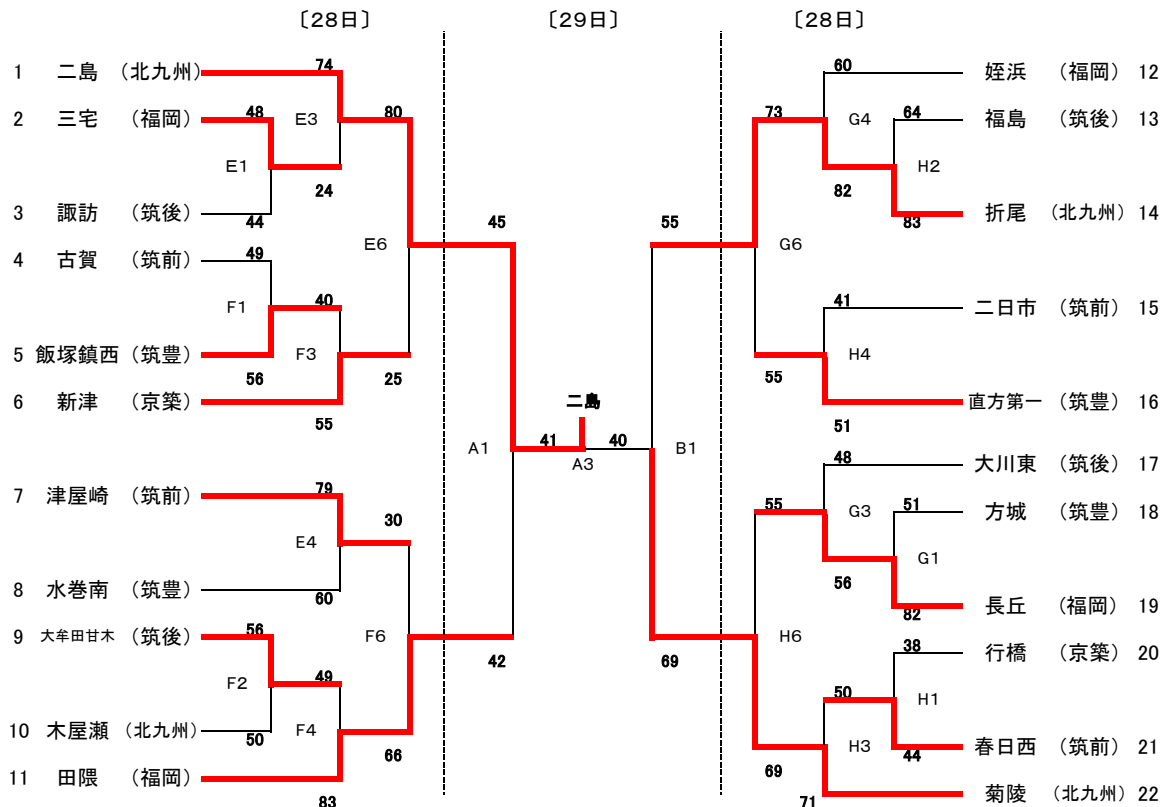 〔28日〕 〔29日〕 〔28日〕
1 二島 （北九州） 74 60 姪浜 （福岡） 12
2 三宅 （福岡） 48 E3 80 73 G4 64 福島 （筑後） 13
E1 24 82 H2
3 諏訪 （筑後） 44 45 55 83 折尾 （北九州） 14
4 古賀 （筑前） 49 E6 G6
F1 40 41 二日市 （筑前） 15
5 飯塚鎮西 （筑豊） 56 F3 25 55 H4
6 新津 （京築） 55 二島 51 直方第一 （筑豊） 16
A1 41 A3 40 B1
48 大川東 （筑後） 17
7 津屋崎 （筑前） 79 30 55 G3 51 方城 （筑豊） 18
E4 56 G1
8 水巻南 （筑豊） 60 82 長丘 （福岡） 19
9 大牟田甘木 （筑後） 56 F6 42 69 H6 38 行橋 （京築） 20
F2 49 50 H1
10 木屋瀬 （北九州） 50 F4 66 69 H3 44 春日西 （筑前） 21
11 田隈 （福岡） 83 71 菊陵 （北九州） 22